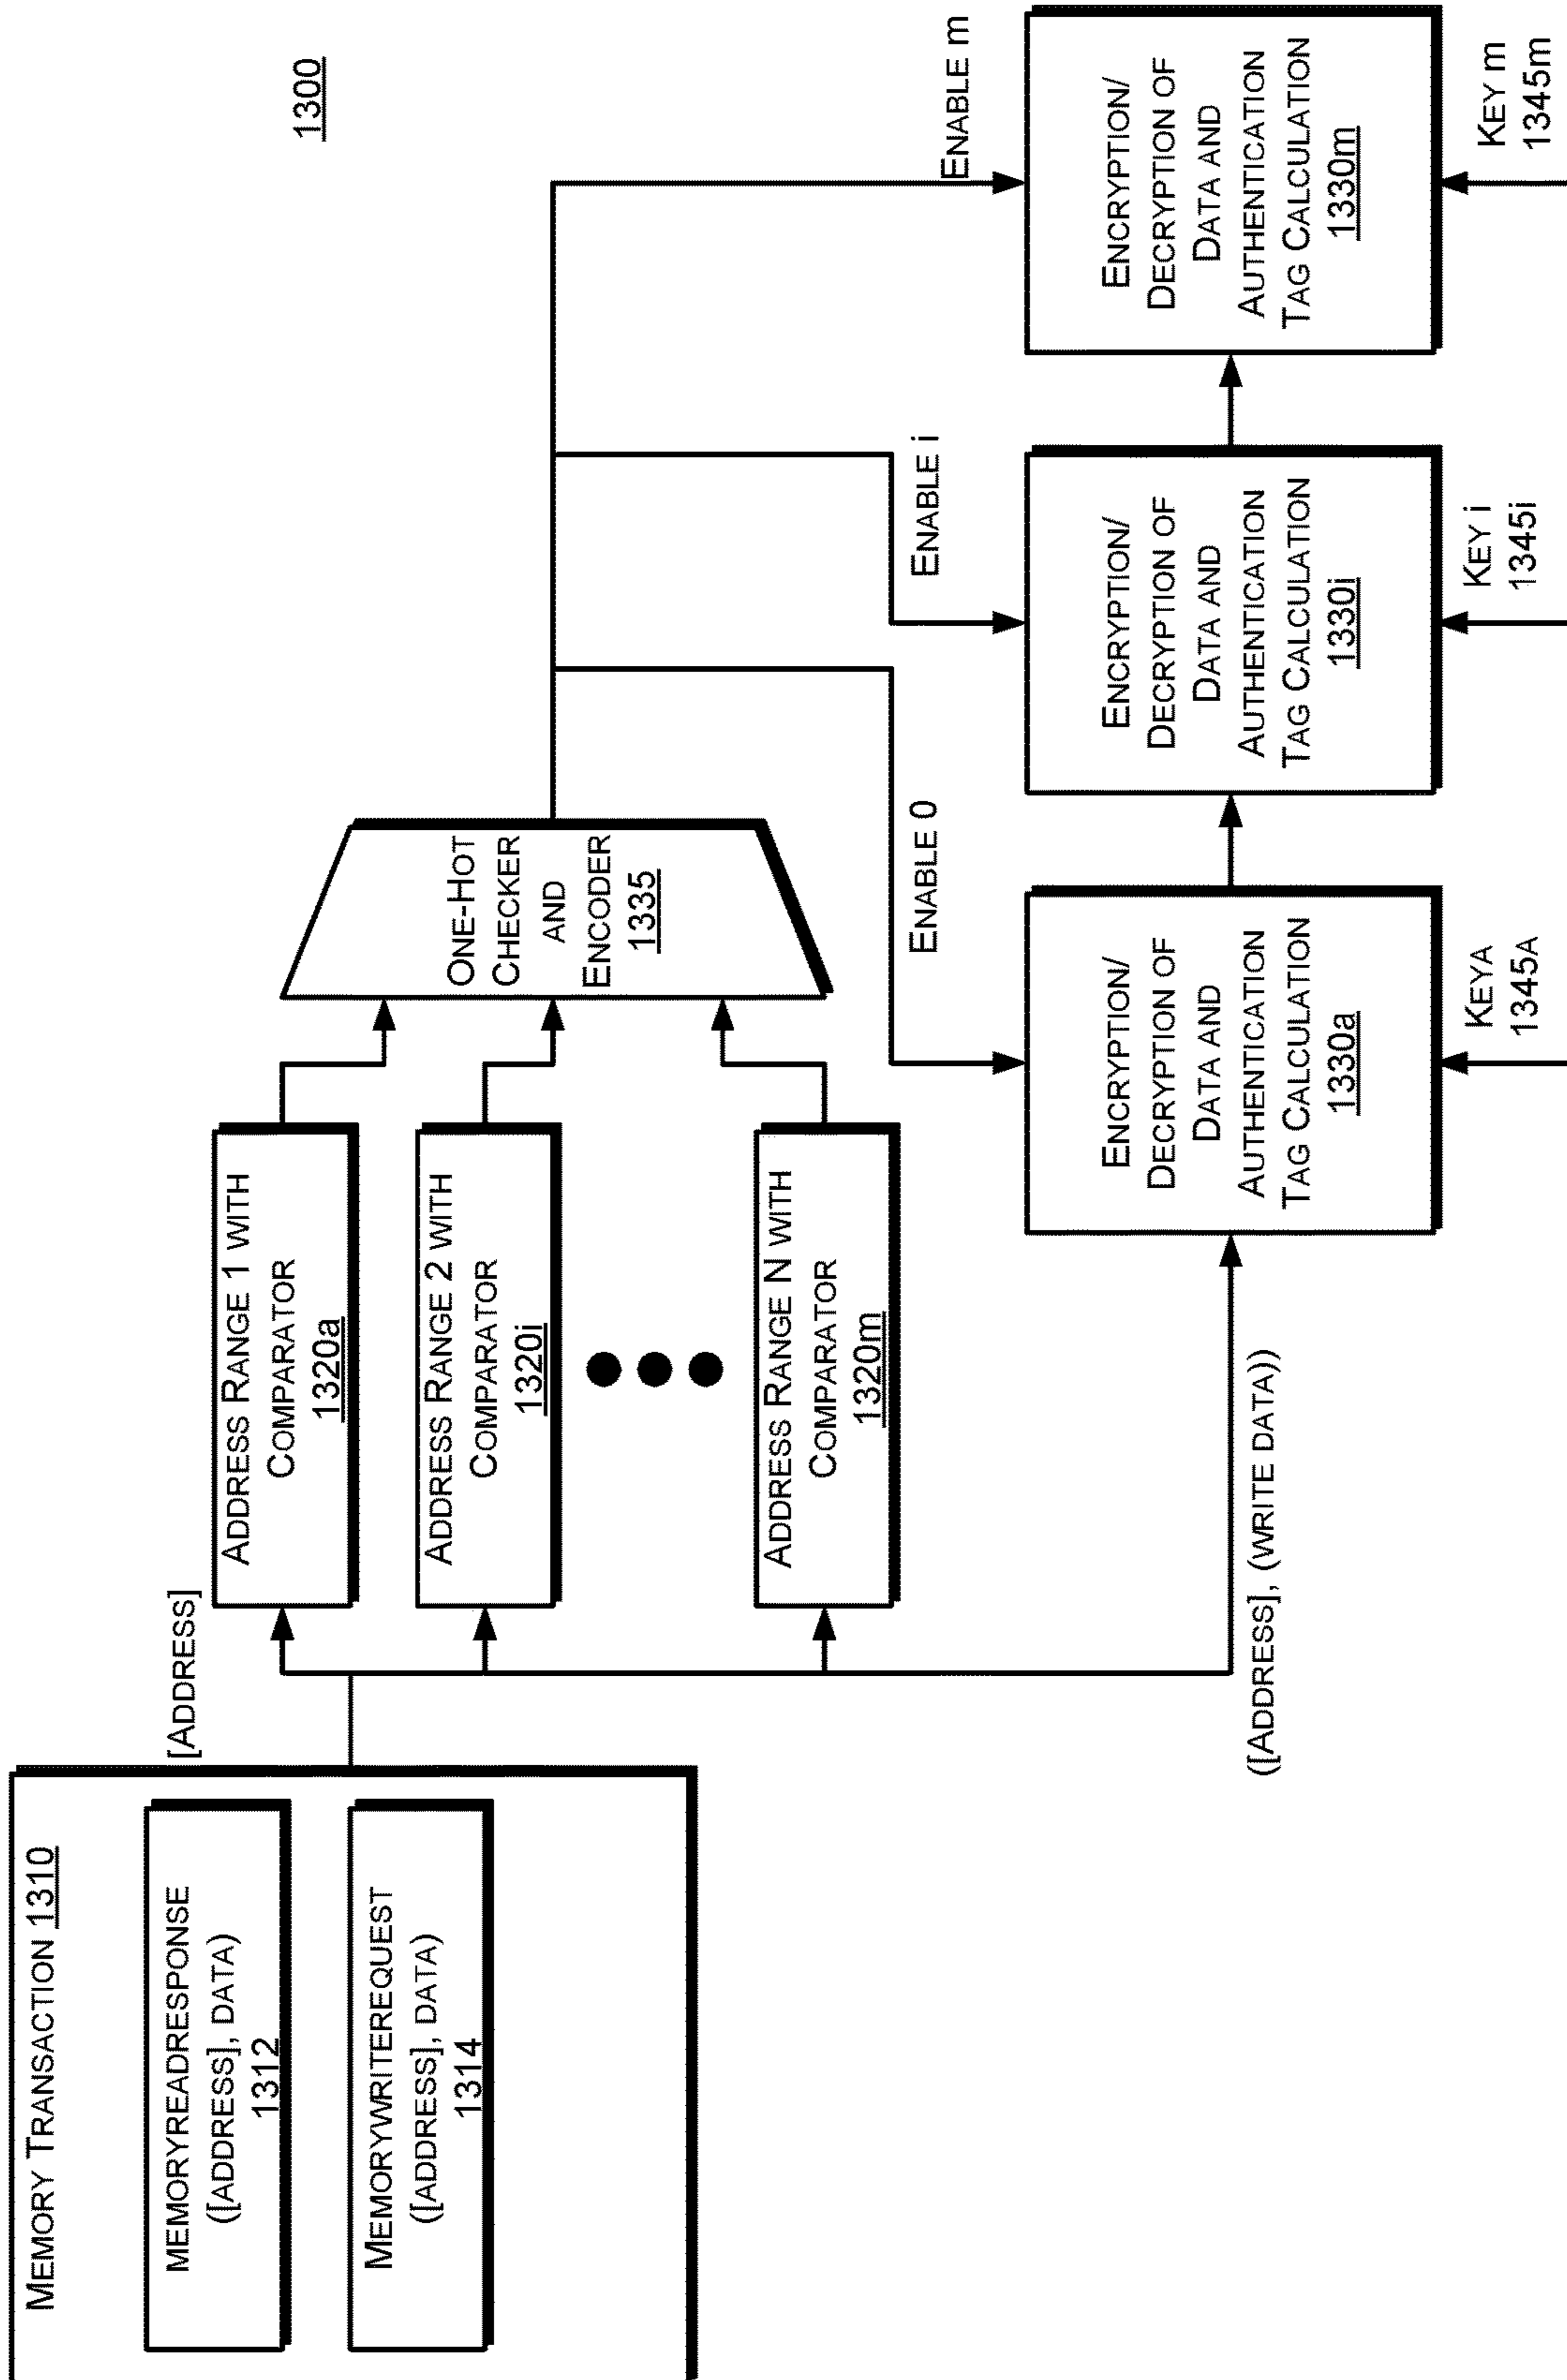 1300
MEMORY TRANSACTION 1310
MEMORYREADRESPONSE
([ADDRESS], DATA)
1312
MEMORYWRITEREQUEST
([ADDRESS], DATA)
1314
[ADDRESS]
ADDRESS RANGE 1 WITH
COMPARATOR
1320a
ADDRESS RANGE 2 WITH
COMPARATOR
1320i
ADDRESS RANGE N WITH
COMPARATOR
1320m
ONE-HOT
CHECKER
AND
ENCODER
1335
ENABLE 0
ENABLE i
ENABLE m
([ADDRESS], (WRITE DATA))
ENCRYPTION/
DECRYPTION OF
DATA AND
AUTHENTICATION
TAG CALCULATION
1330a
ENCRYPTION/
DECRYPTION OF
DATA AND
AUTHENTICATION
TAG CALCULATION
1330i
ENCRYPTION/
DECRYPTION OF
DATA AND
AUTHENTICATION
TAG CALCULATION
1330m
KEYA
1345A
KEY i
1345i
KEY m
1345m